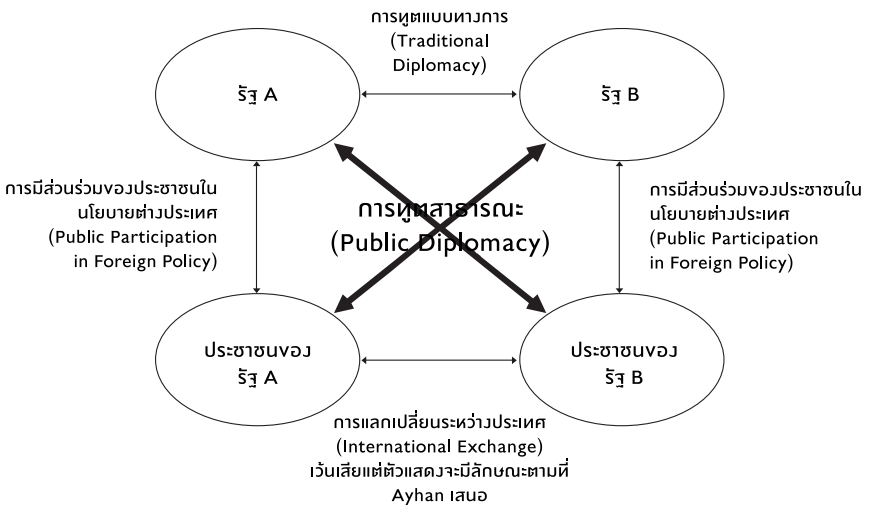 การทูตแบบทางการ
(Traditional
Diplomacy)
รัฐ A
รัฐ B
การมีส่วนร่วมของประชาชนใน
นโยบายต่างประเทศ
(Public Participation
in Foreign Policy)
การทูตสาธารณะ
(Public Diplomacy)
การมีส่วนร่วมของประชาชนใน
นโยบายต่างประเทศ
(Public Participation
in Foreign Policy)
ประชาชนของ
รัฐ A
ประชาชนของ
รัฐ B
การแลกเปลี่ยนระหว่างประเทศ
(International Exchange)
เว้นเสียแต่ตัวแสดงจะมีลักษณะตามที่
Ayhan เสนอ